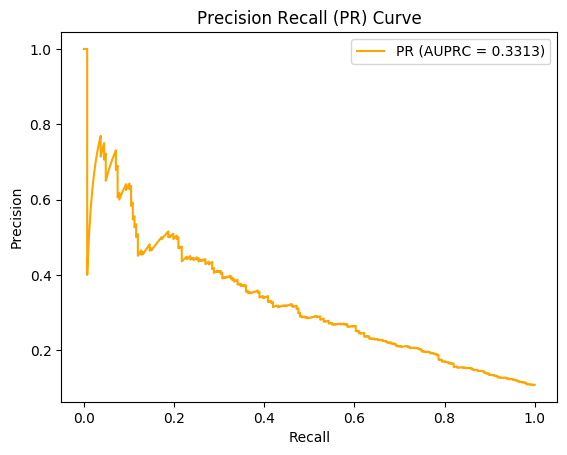 Precision Recall (PR) Curve
PR (AUPRC = 0.3313)
Precision
1.0
0.8
0.6
0.4
0.2
0.0 0.2 0.4 0.6 0.8 1.0
Recall